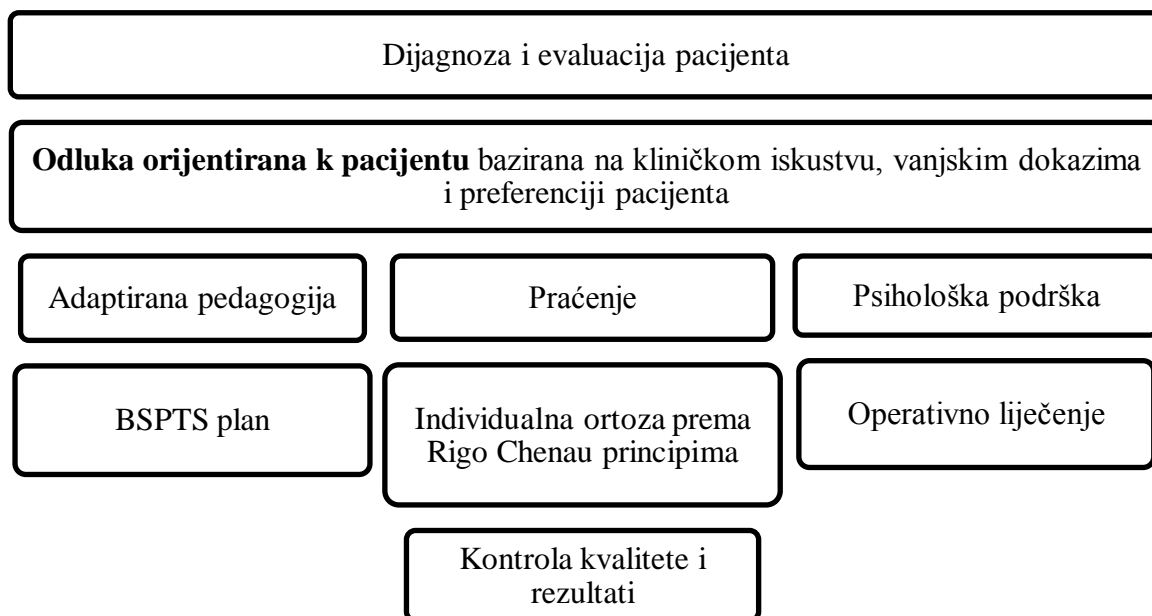 Dijagnoza i evaluacija pacijenta
Odluka orijentirana k pacijentu bazirana na kliničkom iskustvu, vanjskim dokazima
i preferenciji pacijenta
Adaptirana pedagogija
Praćenje
Psihološka podrška
BSPTS plan
Individualna ortoza prema
Rigo Chenau principima
Operativno liječenje
Kontrola kvalitete i
rezultati